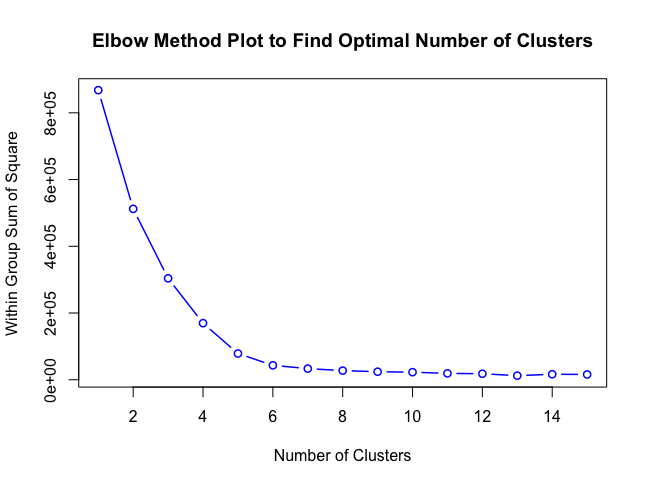 Elbow Method Plot to Find Optimal Number of Clusters
Within Group Sum of Square
8e+05
6e+05
4e+05
2e+05
0e+00
2 4 6 8 10 12 14
Number of Clusters